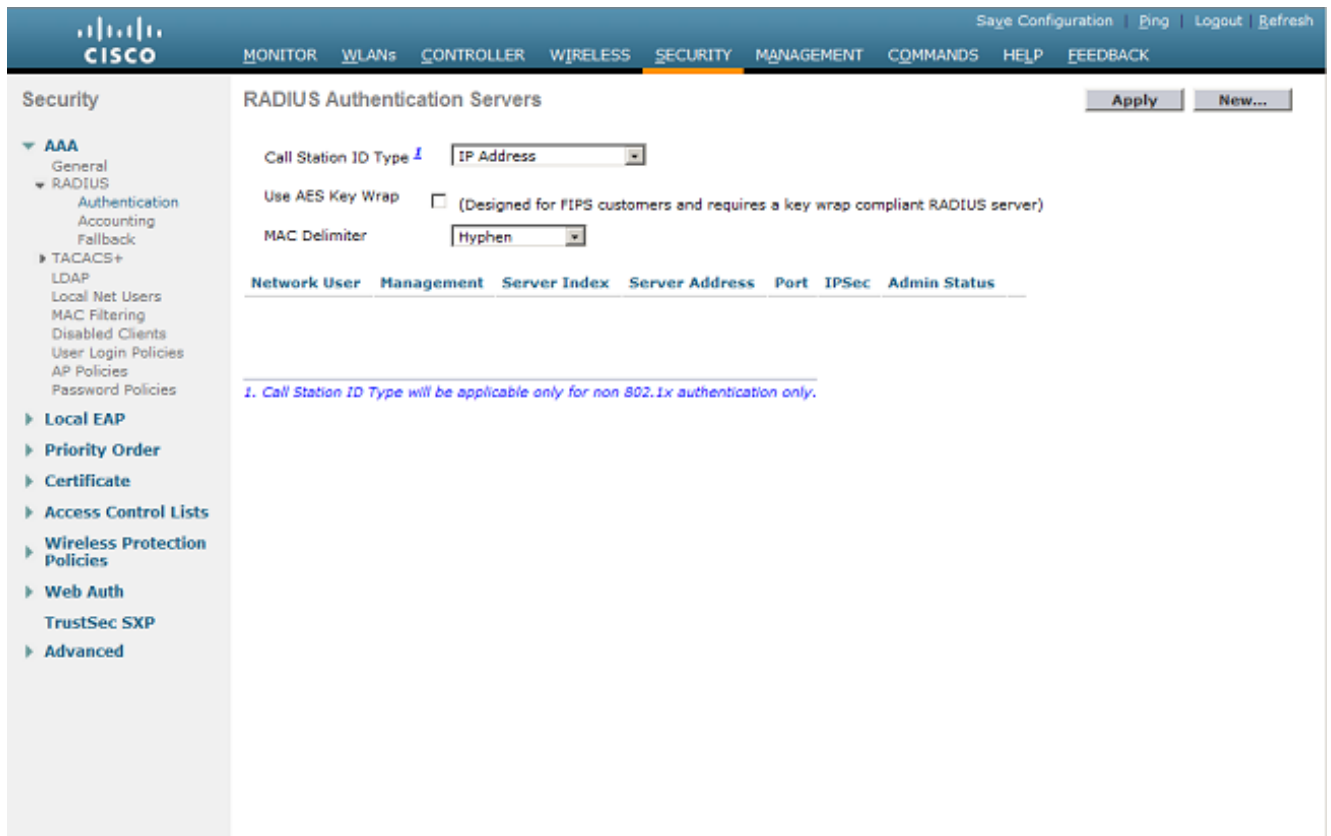 Save Configuration | Ping | Logout | Refresh
CISCO
MONITOR WLANs CONTROLLER WIRELESS SECURITY MANAGEMENT COMMANDS HELP FEEDBACK
Security
AAA
General
RADIUS
Authentication
Accounting
Fallback
TACACS+
LDAP
Local Net Users
MAC Filtering
Disabled Clients
User Login Policies
AP Policies
Password Policies
Local EAP
Priority Order
Certificate
Access Control Lists
Wireless Protection
Policies
Web Auth
TrustSec SXP
Advanced
RADIUS Authentication Servers
Apply New...
Call Station ID Type 1 IP Address
Use AES Key Wrap (Designed for FIPS customers and requires a key wrap compliant RADIUS server)
MAC Delimiter Hyphen
Network User Management Server Index Server Address Port IPSec Admin Status
1. Call Station ID Type will be applicable only for non 802.1x authentication only.